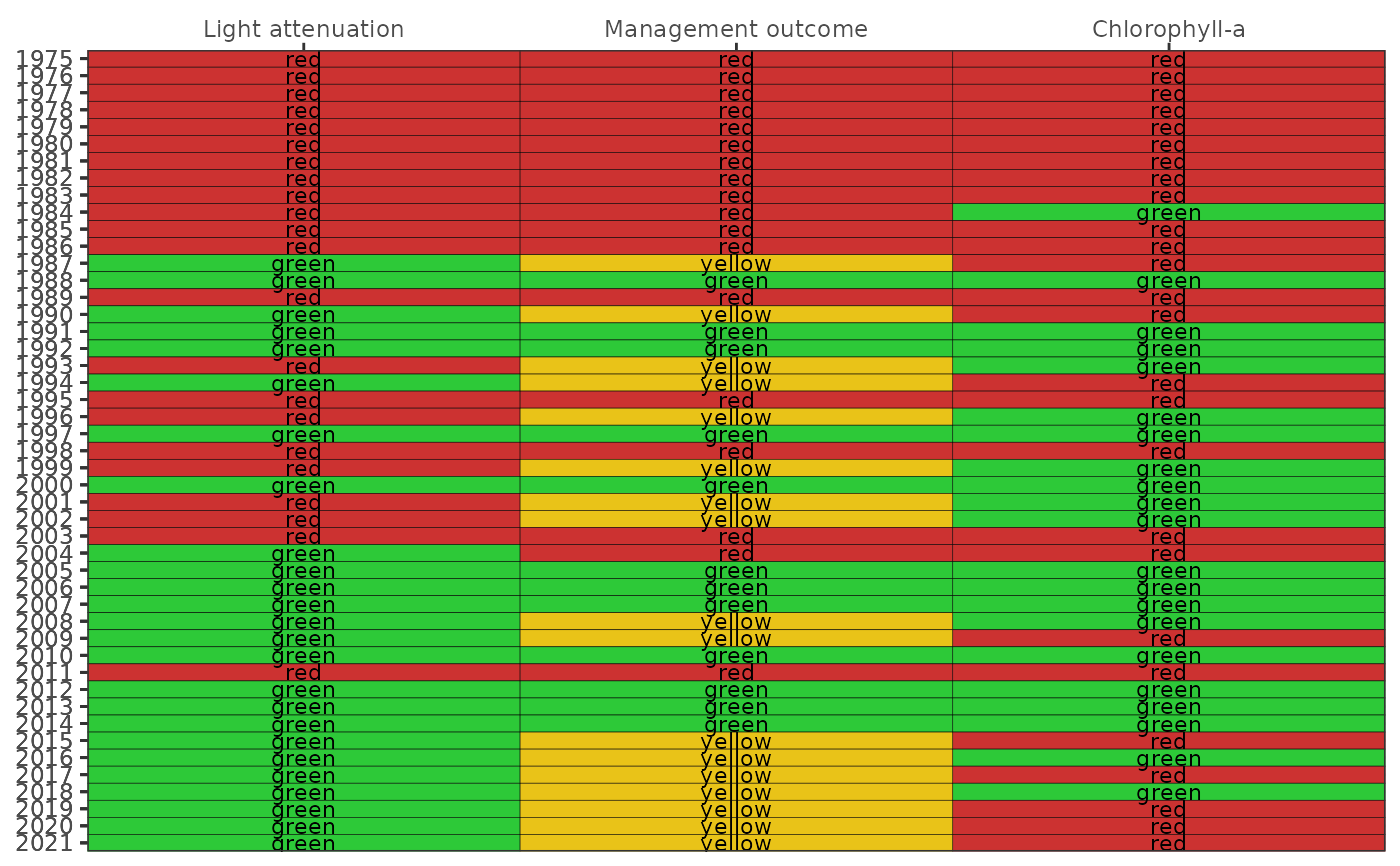 Light attenuation Management outcome Chlorophyll-a
1975 red red red
1976 red red red
1977 red red red
1978 red red red
1979 red red red
1980 red red red
1981 red red red
1982 red red red
1983 red red red
1984 red red green
1985 red red red
1986 red red red
1987 green yellow red
1988 green green green
1989 red red red
1990 green yellow red
1991 green green green
1992 green green green
1993 red yellow green
1994 green yellow red
1995 red red red
1996 red yellow green
1997 green green green
1998 red red red
1999 red yellow green
2000 green green green
2001 red yellow green
2002 red yellow green
2003 red red red
2004 green red red
2005 green green green
2006 green green green
2007 green green green
2008 green yellow green
2009 green yellow red
2010 green green green
2011 red red red
2012 green green green
2013 green green green
2014 green green green
2015 green yellow red
2016 green yellow green
2017 green yellow red
2018 green yellow green
2019 green yellow red
2020 green yellow red
2021 green yellow red